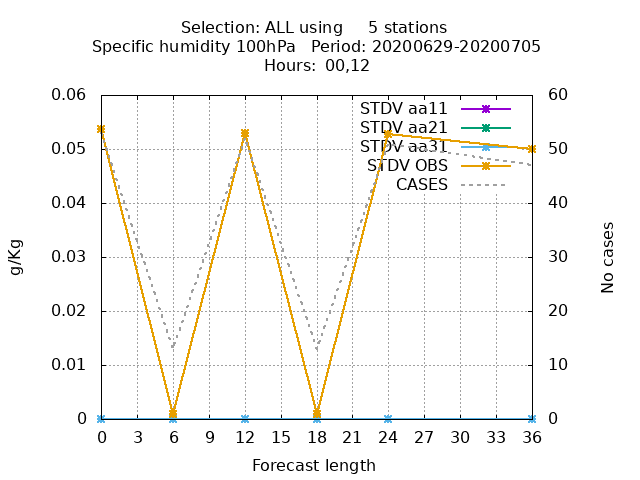 Selection: ALL using 5 stations
Specific humidity 100hPa Period: 20200629-20200705
Hours: 00,12
0.06
0.05
0.04
0.03
0.02
0.01
0
60
50
40
30
20
10
0
STDV aa11
STDV aa21
STDV aa31
STDV OBS
CASES
g/Kg
No cases
0 3 6 9 12 15 18 21 24 27 30 33 36
Forecast length